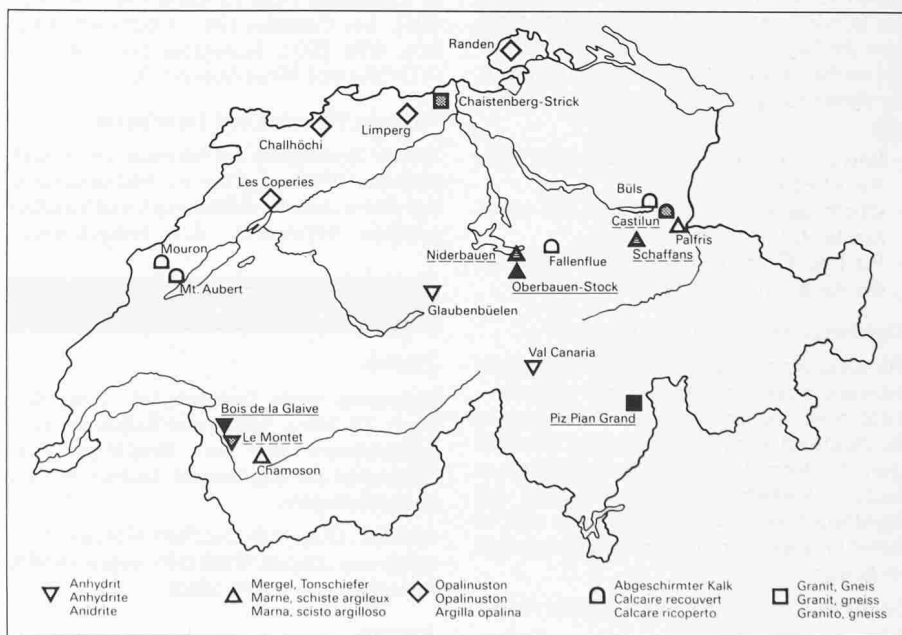 Randen
Chaistenberg-Strick
Limperg
Challhöchi
Les Coperies
Büls
Castilun
Palfris
Mouron
Mt. Aubert
Niderbauen
Fallenflue
Schaffans
Oberbauen-Stock
Glaubenbüelen
Val Canaria
Piz Pian Grand
Bois de la Glaive
Le Montet
Chamoson
Anhydrit
Anhydrite
Anidrite
Mergel, Tonschiefer
Marne, schiste argileux
Marna, scisto argilloso
Opalinuston
Opalinuston
Argilla opalina
Abgeschirmter Kalk
Calcaire recouvert
Calcare ricoperto
Granit, Gneis
Granit, gneiss
Granito, gneiss